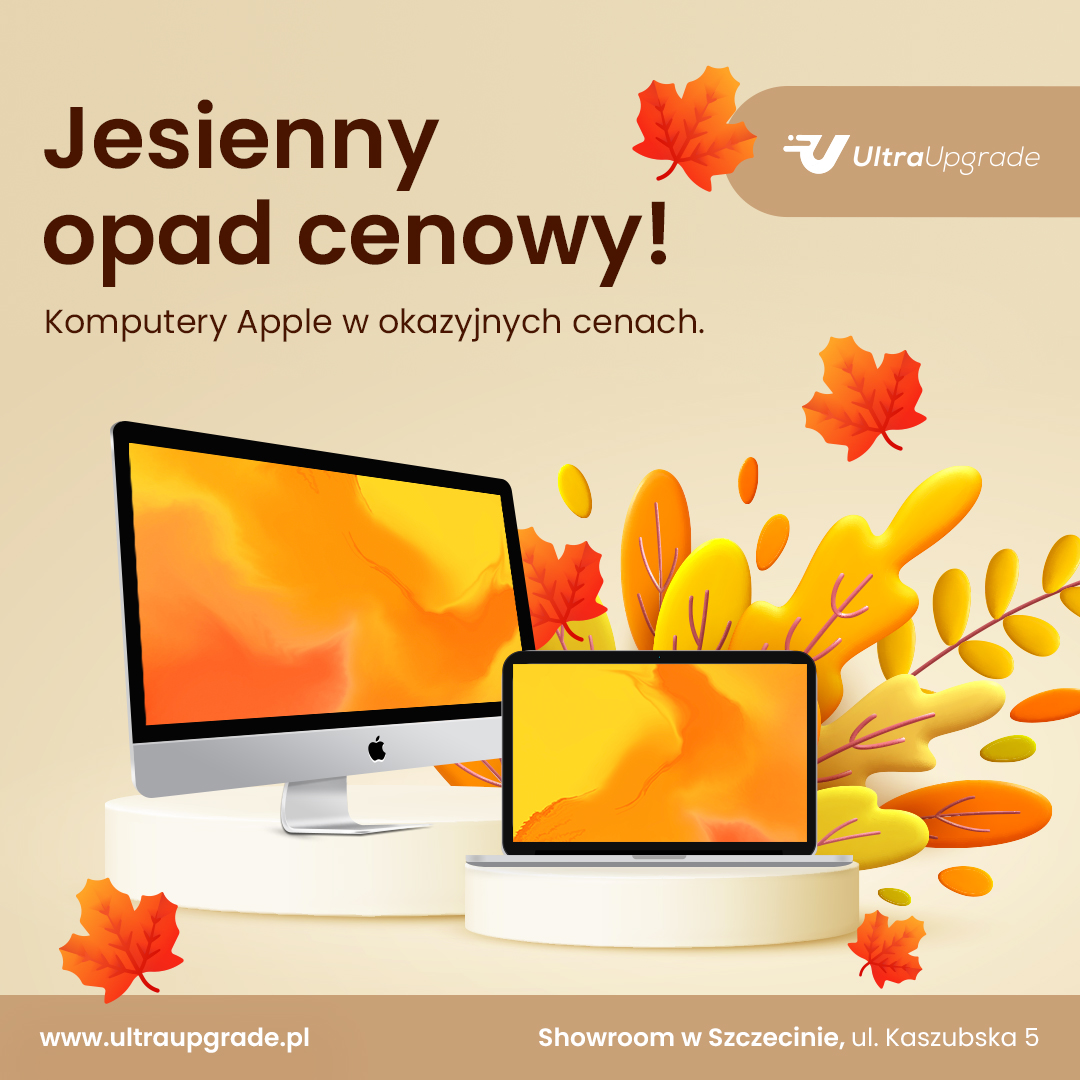 Jesienny
opad cenowy!
Komputery Apple w okazyjnych cenach.
UltraUpgrade
www.ultraupgrade.pl
Showroom w Szczecinie, ul. Kaszubska 5